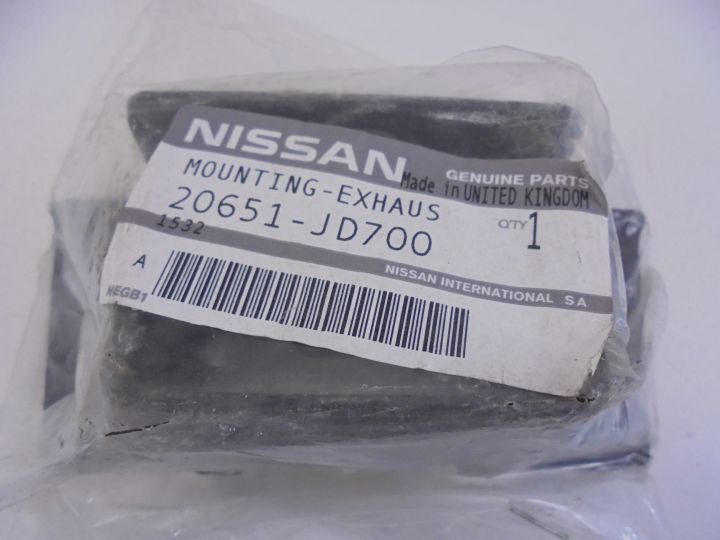 NISSAN GENUINE PARTS
Made in UNITED KINGDOM
MOUNTING-EXHAUS
20651-JD700 QTY 1
1532
NISSAN INTERNATIONAL SA
A
NEGB1